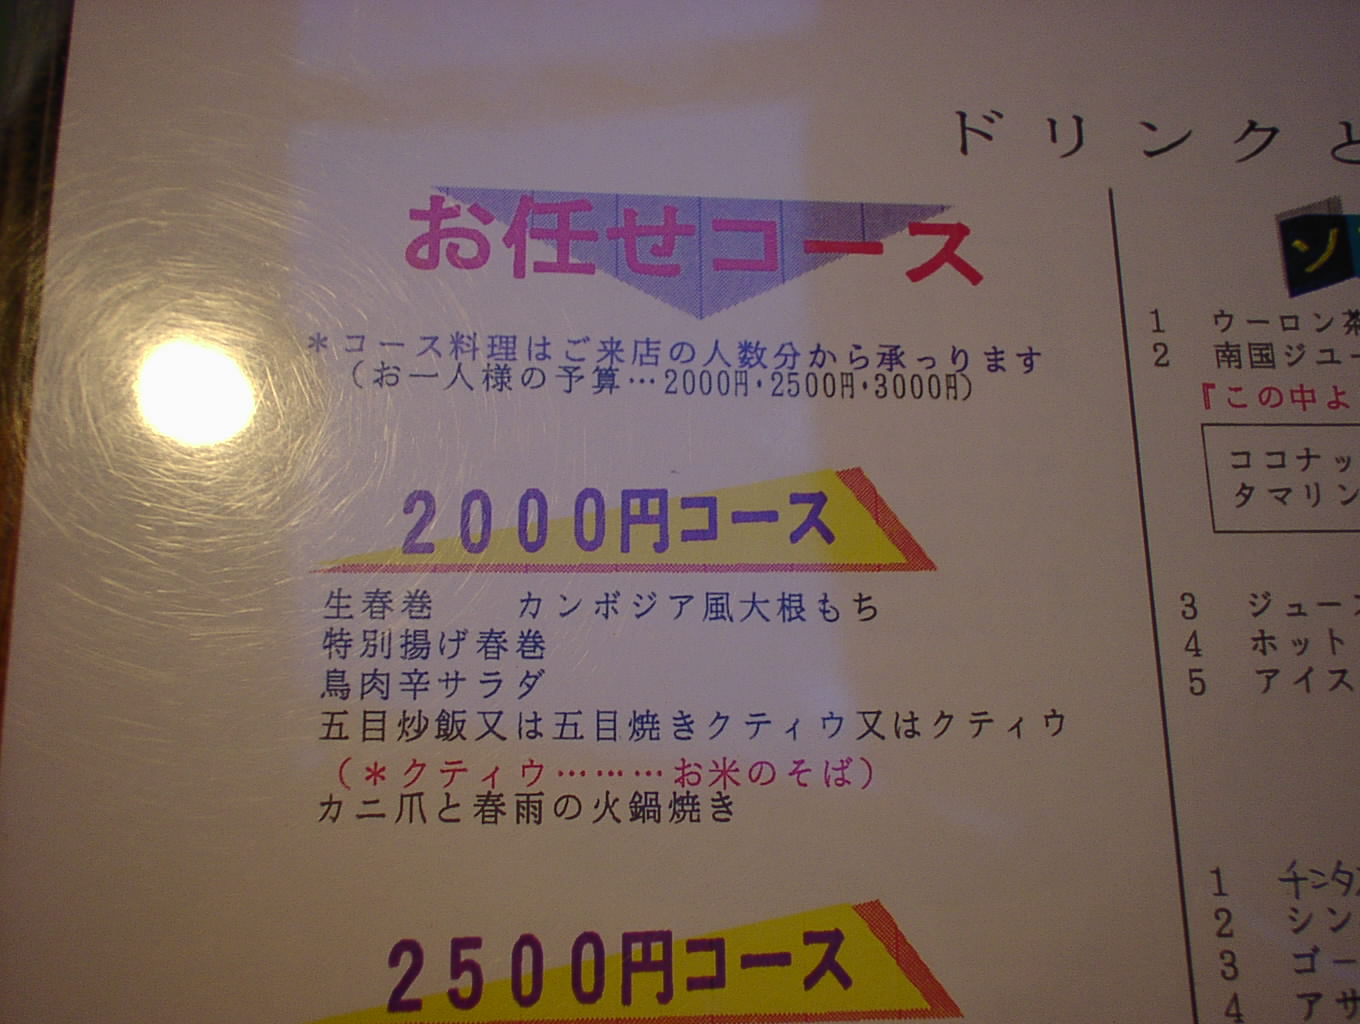 ドリンクと
お任せコース
＊コース料理はご来店の人数分から承っります
（お一人様の予算…2000円・2500円・3000円）
2000円コース
生春巻　　カンボジア風大根もち
特別揚げ春巻
鳥肉辛サラダ
五目炒飯又は五目焼きクティウ又はクティウ
（＊クティウ………お米のそば）
カニ爪と春雨の火鍋焼き
2500円コース
ソ
1　ウーロン茶
2　南国ジュー
『この中よ
ココナッ
タマリン
3　ジュース
4　ホット
5　アイス
1　チンタ
2　シン
3　ゴー
4　アサ